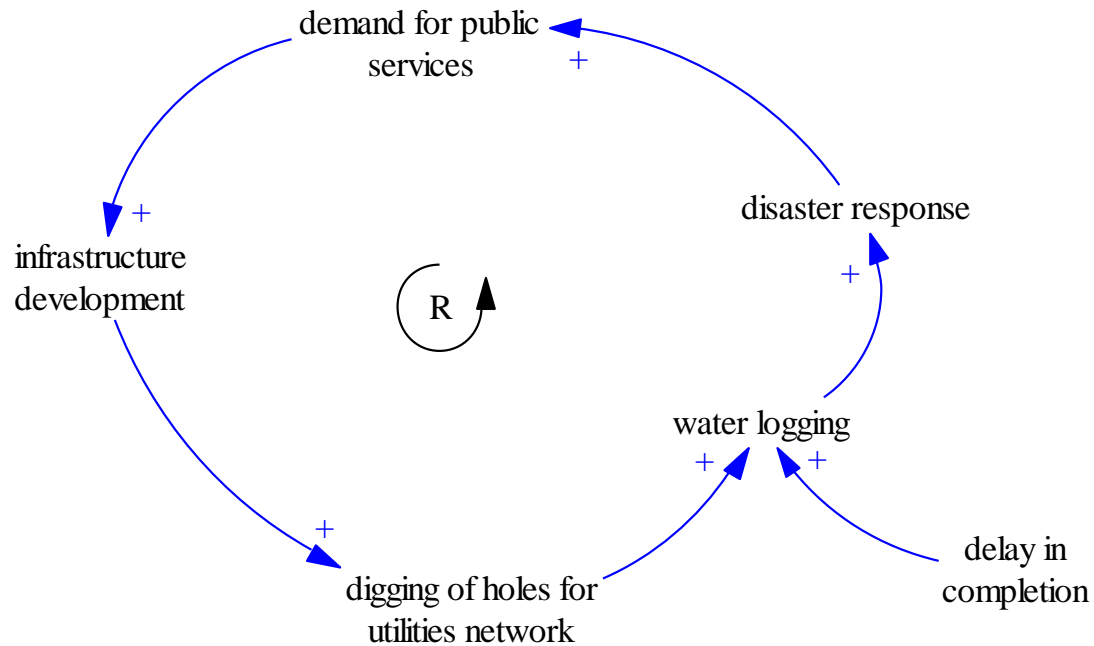 demand for public
services
+
+
disaster response
infrastructure
development
+
R
water logging
+
+
+
delay in
completion
digging of holes for
utilities network